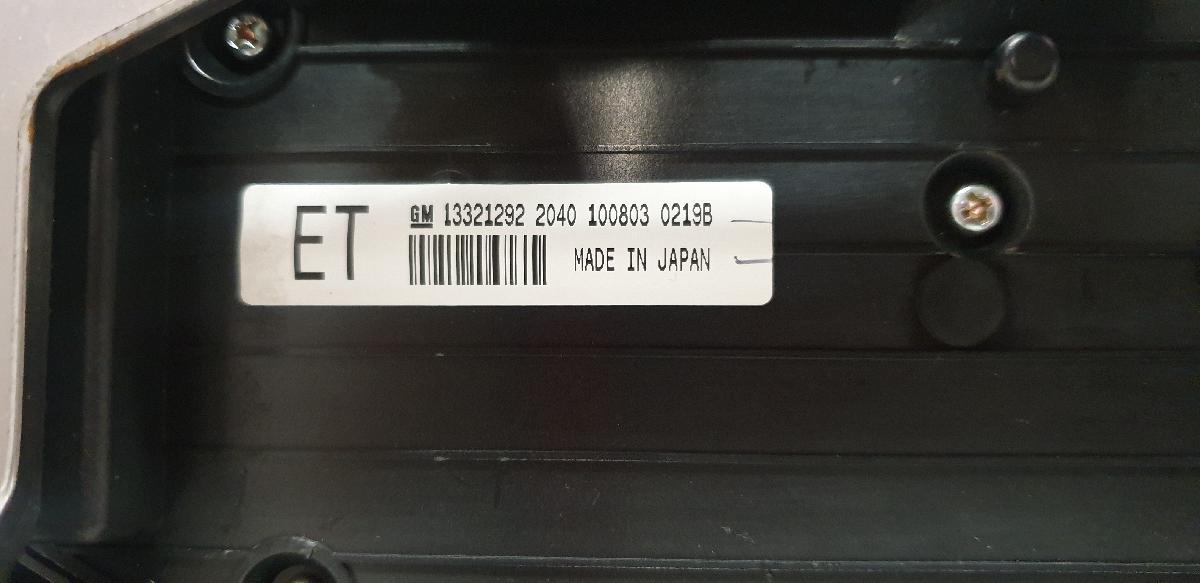 ET
GM 13321292 2040 100803 0219B
MADE IN JAPAN